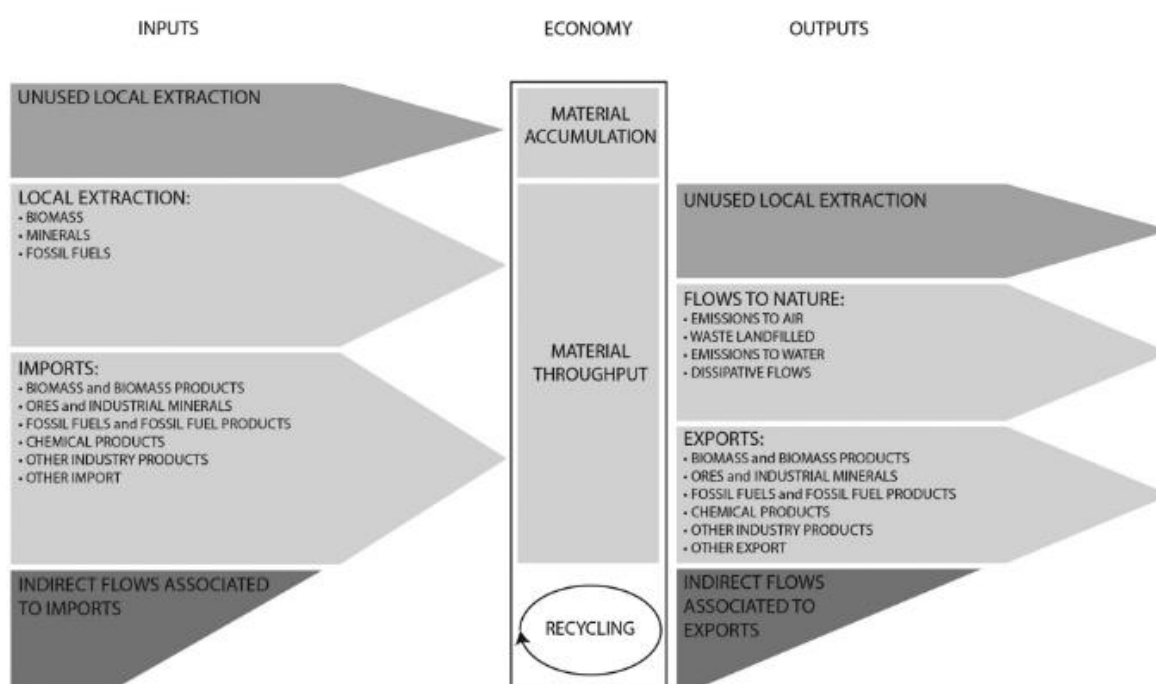 INPUTS
ECONOMY
OUTPUTS
UNUSED LOCAL EXTRACTION
LOCAL EXTRACTION:
• BIOMASS
• MINERALS
• FOSSIL FUELS
IMPORTS:
• BIOMASS and BIOMASS PRODUCTS
• ORES and INDUSTRIAL MINERALS
• FOSSIL FUELS and FOSSIL FUEL PRODUCTS
• CHEMICAL PRODUCTS
• OTHER INDUSTRY PRODUCTS
• OTHER IMPORT
INDIRECT FLOWS ASSOCIATED
TO IMPORTS
MATERIAL
ACCUMULATION
MATERIAL
THROUGHPUT
RECYCLING
UNUSED LOCAL EXTRACTION
FLOWS TO NATURE:
• EMISSIONS TO AIR
• WASTE LANDFILLED
• EMISSIONS TO WATER
• DISSIPATIVE FLOWS
EXPORTS:
• BIOMASS and BIOMASS PRODUCTS
• ORES and INDUSTRIAL MINERALS
• FOSSIL FUELS and FOSSIL FUEL PRODUCTS
• CHEMICAL PRODUCTS
• OTHER INDUSTRY PRODUCTS
• OTHER EXPORT
INDIRECT FLOWS
ASSOCIATED TO
EXPORTS